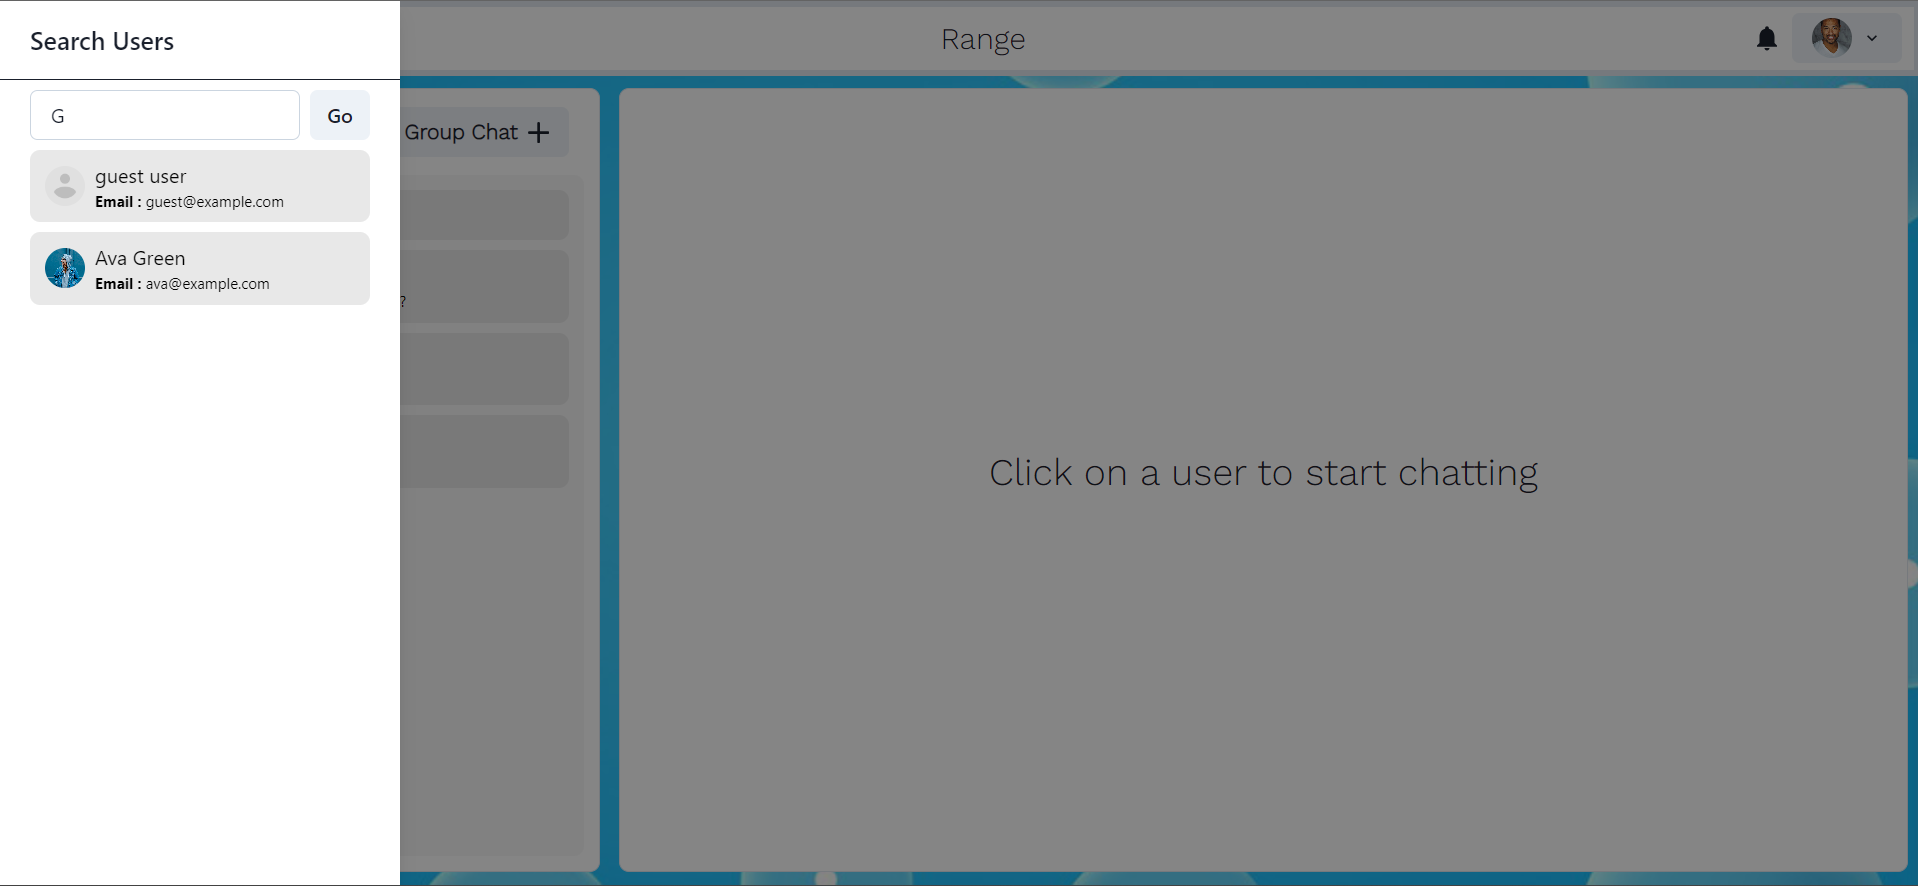 Search Users
G
Go
guest user
Email : guest@example.com
Ava Green
Email : ava@example.com
Range
Group Chat
?
Click on a user to start chatting